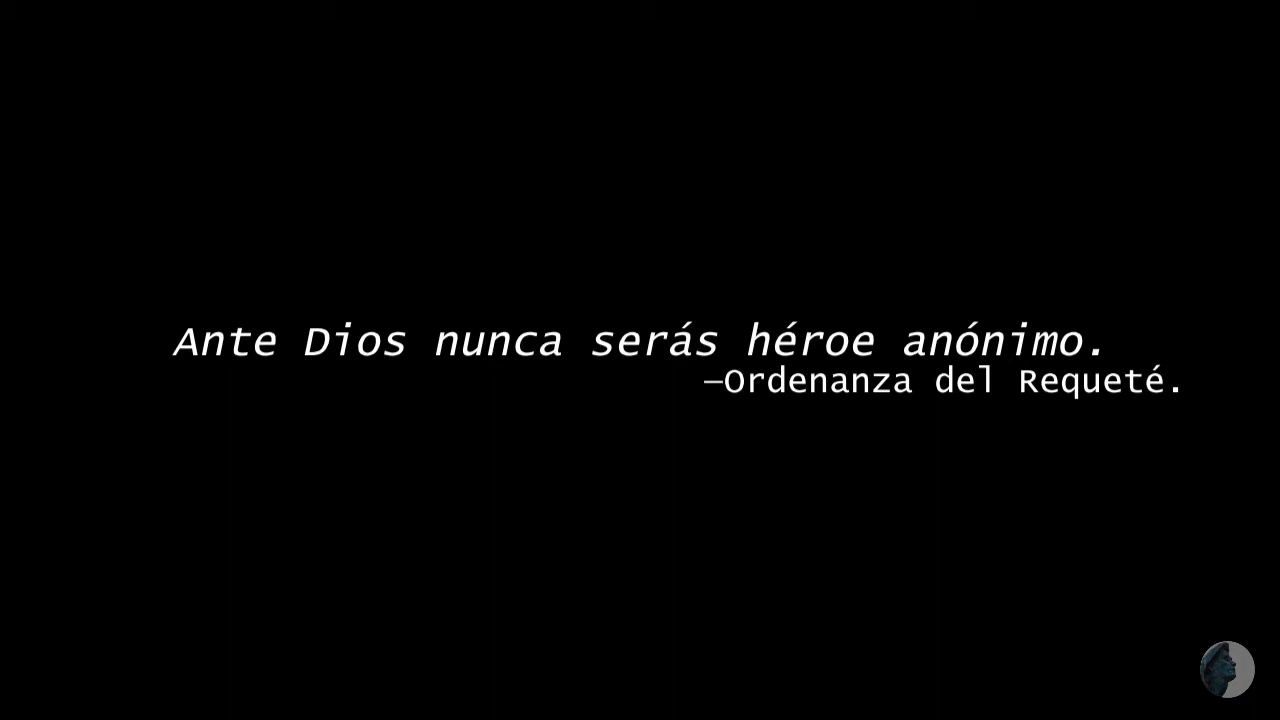 Ante Dios nunca serás héroe anónimo.
—Ordenanza del Requeté.